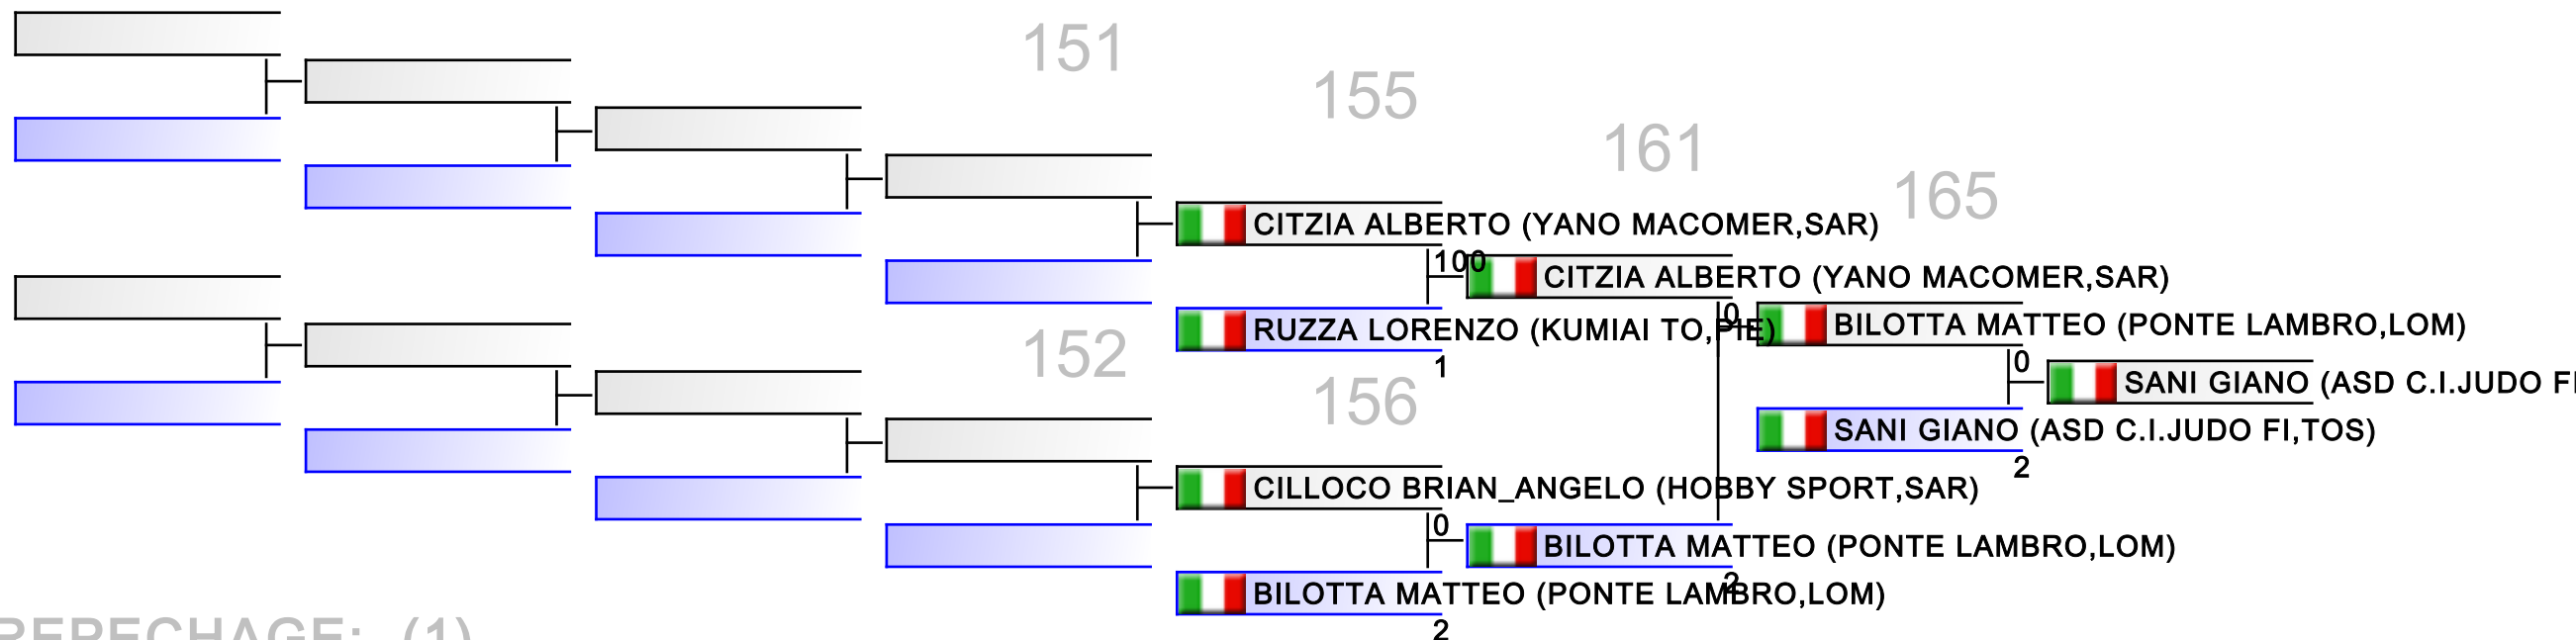 151
155
161
165
CITZIA ALBERTO (YANO MACOMER,SAR)
100
CITZIA ALBERTO (YANO MACOMER,SAR)
RUZZA LORENZO (KUMIAI TO,PIE)
1
0
BILOTTA MATTEO (PONTE LAMBRO,LOM)
0
SANI GIANO (ASD C.I.JUDO FI
SANI GIANO (ASD C.I.JUDO FI,TOS)
2
152
156
CILLOCO BRIAN_ANGELO (HOBBY SPORT,SAR)
0
BILOTTA MATTEO (PONTE LAMBRO,LOM)
2
BILOTTA MATTEO (PONTE LAMBRO,LOM)
2
REPECHAGE: (1)